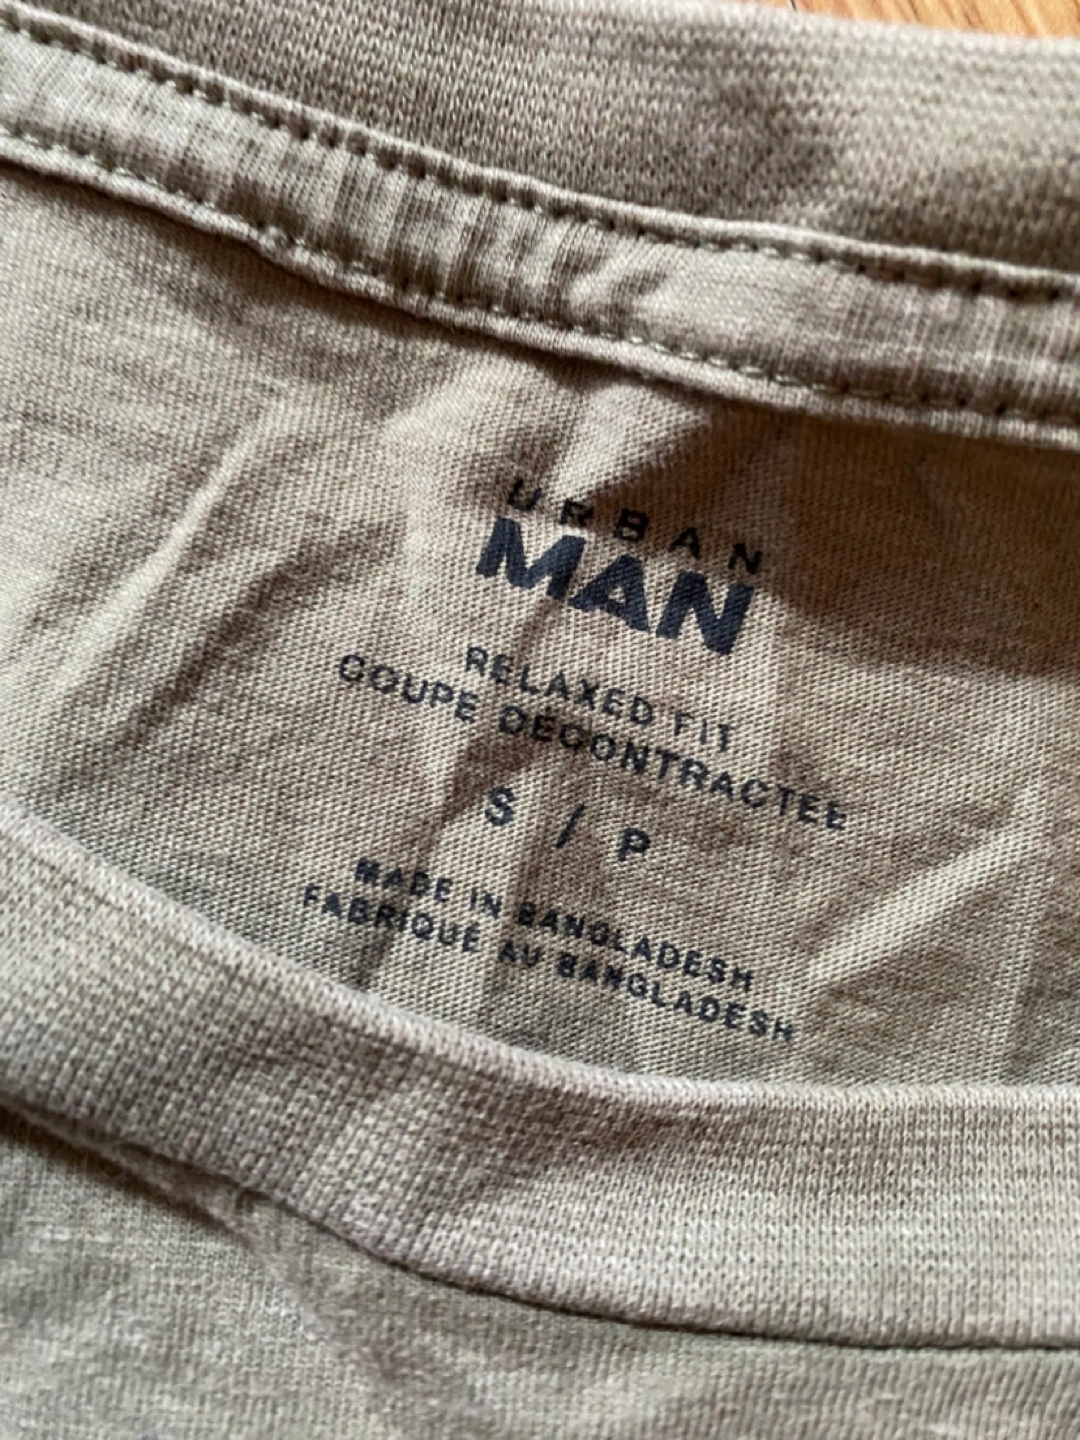 URBAN
MAN
RELAXED FIT
COUPE DÉCONTRACTÉE
S / P
MADE IN BANGLADESH
FABRIQUÉ AU BANGLADESH